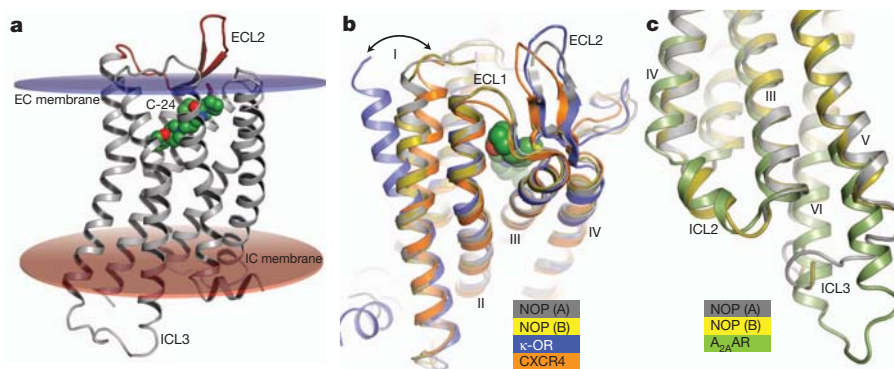 a
ECL2
EC membrane
C-24
IC membrane
ICL3
b
I
ECL2
ECL1
III
IV
II
NOP (A)
NOP (B)
κ-OR
CXCR4
c
IV
III
V
VI
ICL2
ICL3
NOP (A)
NOP (B)
A2AAR